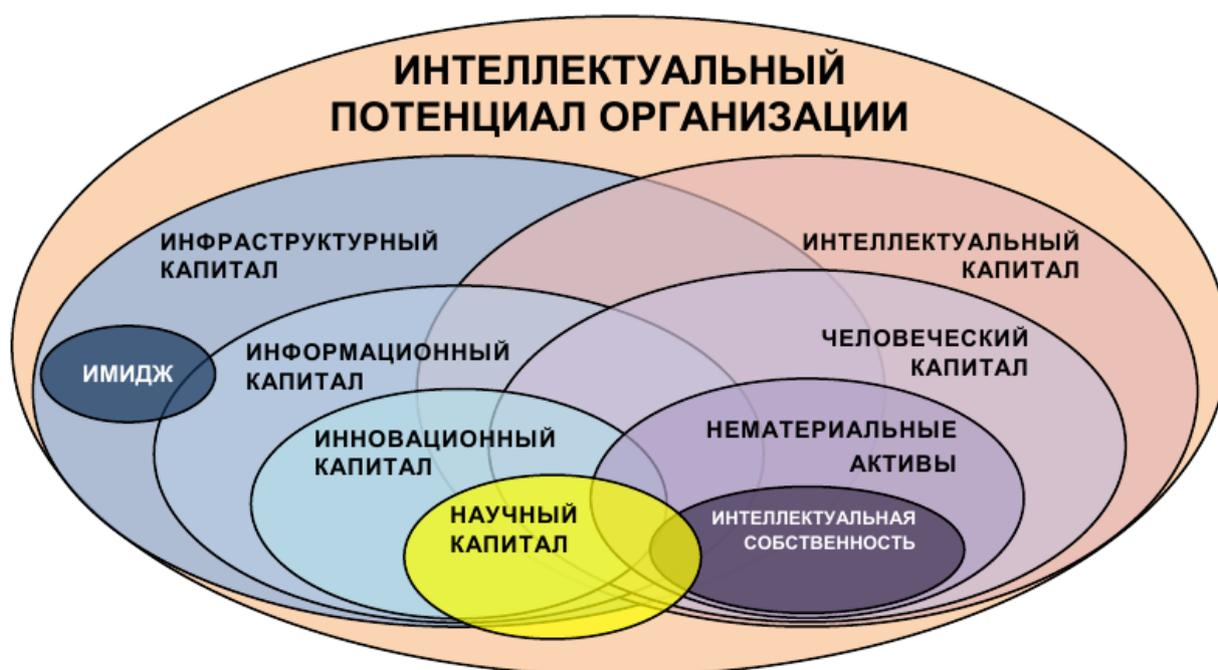 ИНТЕЛЛЕКТУАЛЬНЫЙ
ПОТЕНЦИАЛ ОРГАНИЗАЦИИ
ИНФРАСТРУКТУРНЫЙ
КАПИТАЛ
ИНТЕЛЛЕКТУАЛЬНЫЙ
КАПИТАЛ
ИМИДЖ
ИНФОРМАЦИОННЫЙ
КАПИТАЛ
ЧЕЛОВЕЧЕСКИЙ
КАПИТАЛ
ИННОВАЦИОННЫЙ
КАПИТАЛ
НЕМАТЕРИАЛЬНЫЕ
АКТИВЫ
НАУЧНЫЙ
КАПИТАЛ
ИНТЕЛЛЕКТУАЛЬНАЯ
СОБСТВЕННОСТЬ